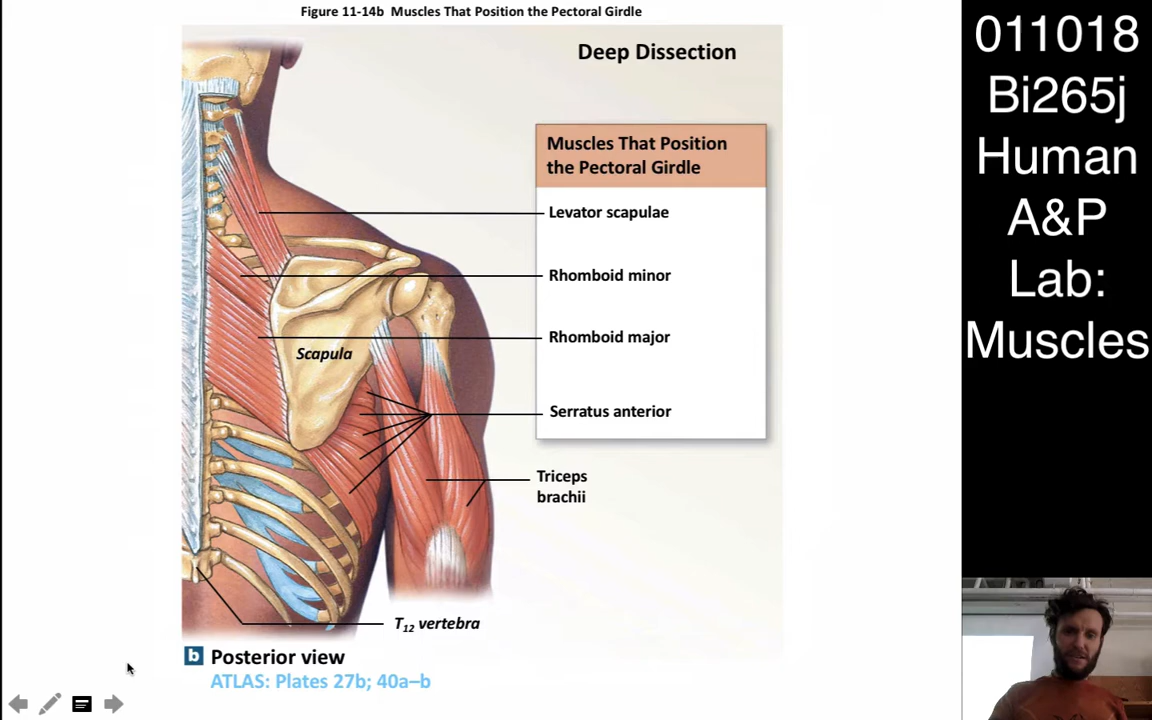 Figure 11-14b Muscles That Position the Pectoral Girdle
Deep Dissection
Muscles That Position
the Pectoral Girdle
Levator scapulae
Rhomboid minor
Rhomboid major
Scapula
Serratus anterior
Triceps
brachii
T12 vertebra
b Posterior view
ATLAS: Plates 27b; 40a–b
011018
Bi265j
Human
A&P
Lab:
Muscles